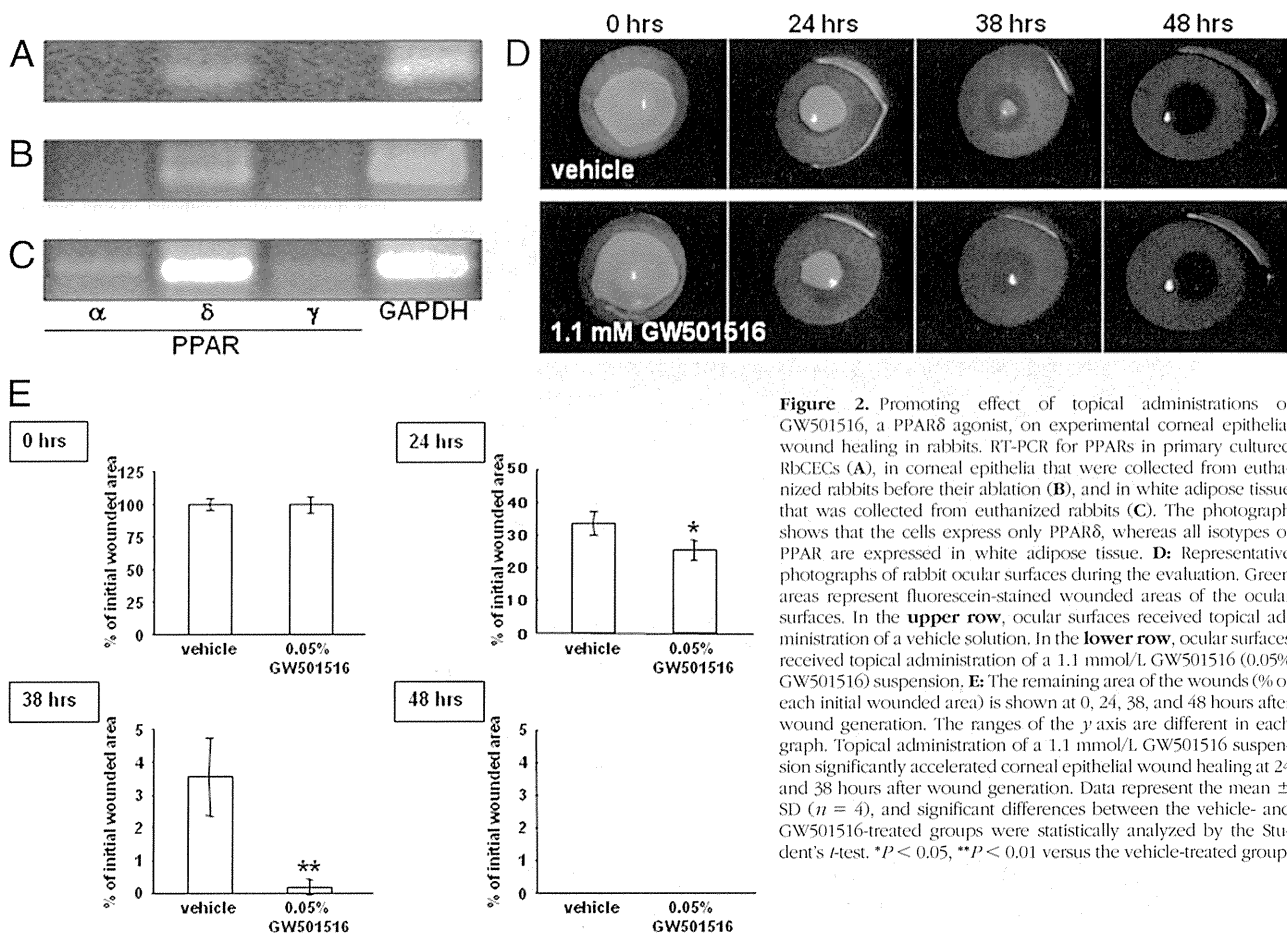 A
B
C
α δ γ GAPDH
PPAR
D
0 hrs 24 hrs 38 hrs 48 hrs
vehicle
1.1 mM GW501516
E
0 hrs
% of initial wounded area
125
100
75
50
25
0
vehicle 0.05% GW501516
24 hrs
% of initial wounded area
50
40
30
20
10
0
*
vehicle 0.05% GW501516
38 hrs
% of initial wounded area
5
4
3
2
1
0
**
vehicle 0.05% GW501516
48 hrs
% of initial wounded area
5
4
3
2
1
0
vehicle 0.05% GW501516
Figure 2. Promoting effect of topical administrations o
GW501516, a PPARδ agonist, on experimental corneal epithelia
wound healing in rabbits. RT-PCR for PPARs in primary cultured
RbCECs (A), in corneal epithelia that were collected from eutha-
nized rabbits before their ablation (B), and in white adipose tissue
that was collected from euthanized rabbits (C). The photograph
shows that the cells express only PPARδ, whereas all isotypes o
PPAR are expressed in white adipose tissue. D: Representative
photographs of rabbit ocular surfaces during the evaluation. Green
areas represent fluorescein-stained wounded areas of the ocula
surfaces. In the upper row, ocular surfaces received topical ad-
ministration of a vehicle solution. In the lower row, ocular surfaces
received topical administration of a 1.1 mmol/L GW501516 (0.05%
GW501516) suspension. E: The remaining area of the wounds (% o
each initial wounded area) is shown at 0, 24, 38, and 48 hours afte
wound generation. The ranges of the y axis are different in each
graph. Topical administration of a 1.1 mmol/L GW501516 suspen-
sion significantly accelerated corneal epithelial wound healing at 24
and 38 hours after wound generation. Data represent the mean ±
SD (n = 4), and significant differences between the vehicle- and
GW501516-treated groups were statistically analyzed by the Stu-
dent's t-test. *P < 0.05, **P < 0.01 versus the vehicle-treated group